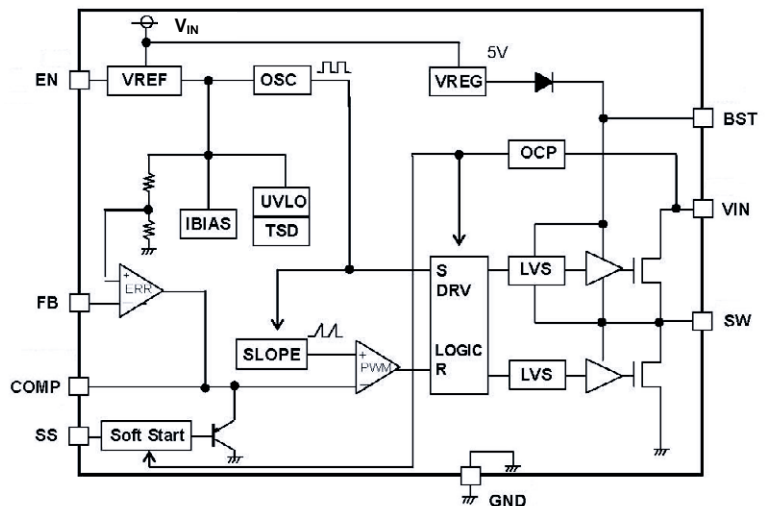 VIN
EN
VREF
OSC
VREG
5V
BST
OCP
IBIAS
UVLO
TSD
VIN
S
DRV
LOGIC
R
LVS
LVS
+
ERR
−
FB
SLOPE
+
PWM
−
SW
COMP
SS
Soft Start
GND